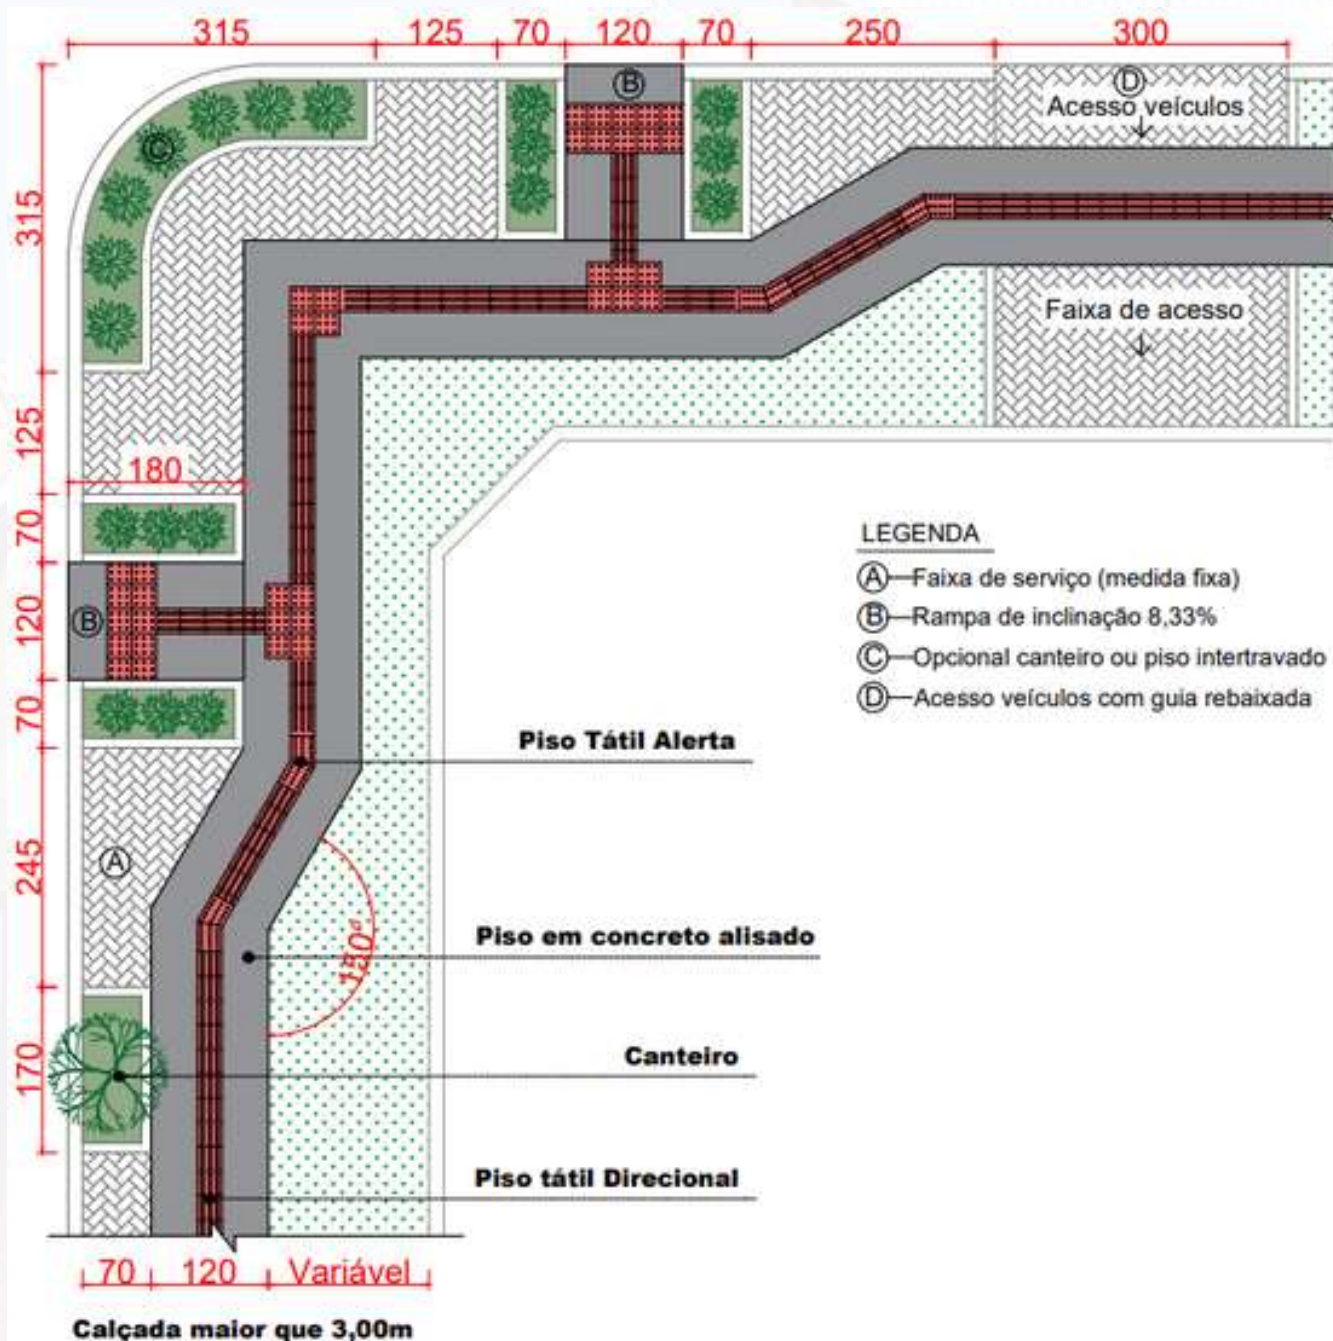 315 125 70 120 70 250 300
B
D
Acesso veículos
C
315
Faixa de acesso
125
180
70
LEGENDA
A Faixa de serviço (medida fixa)
B Rampa de inclinação 8,33%
C Opcional canteiro ou piso intertravado
D Acesso veículos com guia rebaixada
120
B
70
Piso Tátil Alerta
245
A
Piso em concreto alisado
170
Canteiro
Piso tátil Direcional
70 120 Variável
Calçada maior que 3,00m